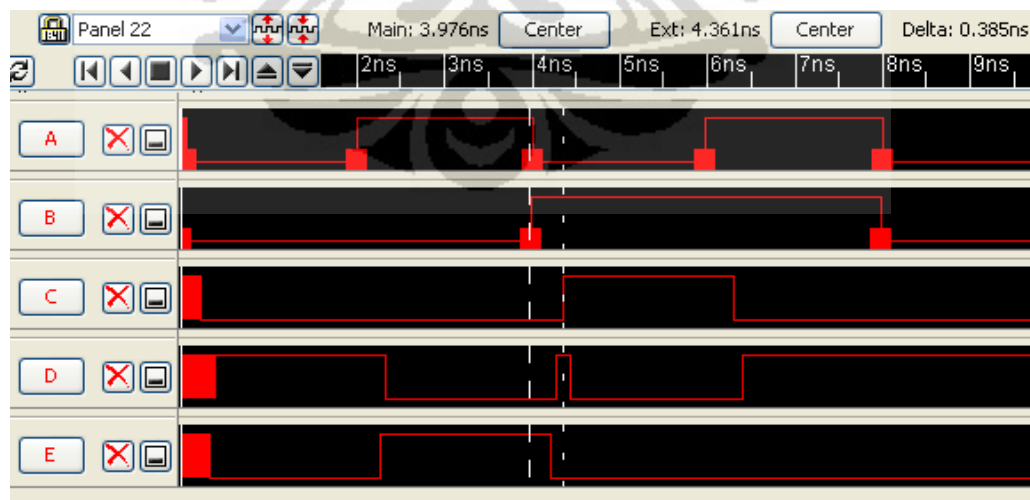 Panel 22 Main: 3.976ns Center Ext: 4.361ns Center Delta: 0.385ns
2ns 3ns 4ns 5ns 6ns 7ns 8ns 9ns
A
B
C
D
E